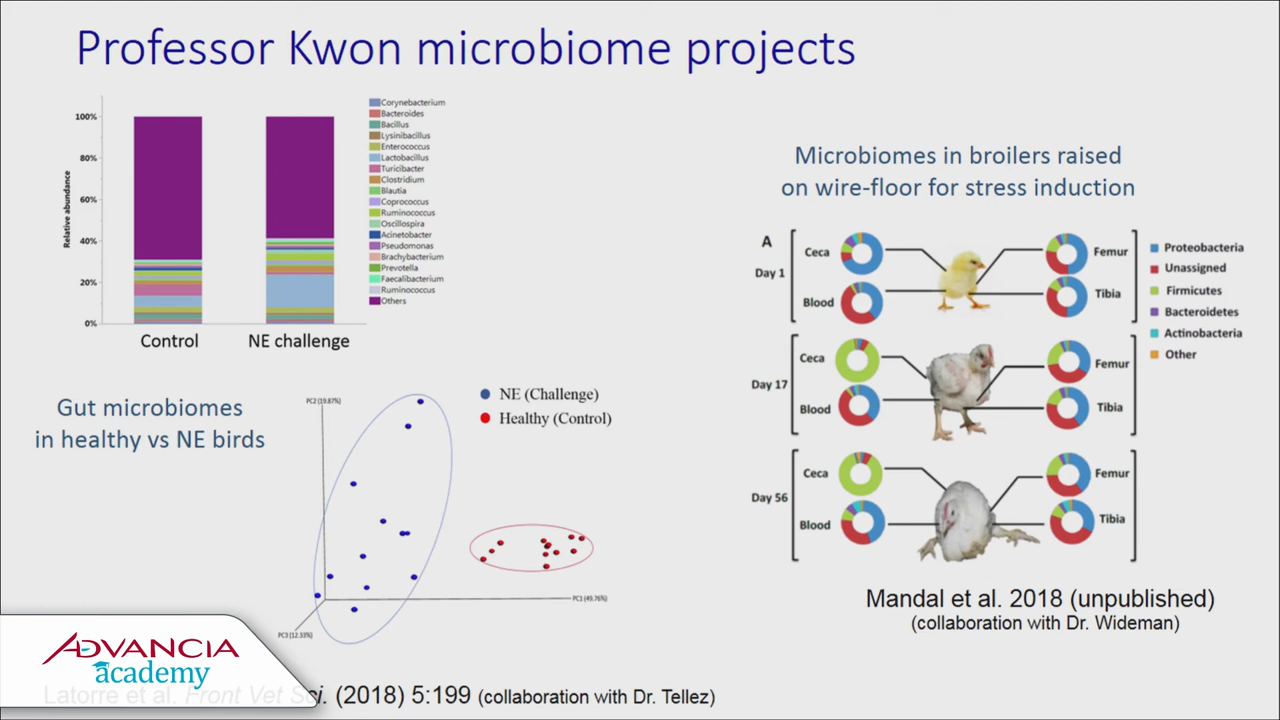 Professor Kwon microbiome projects
100%
80%
60%
40%
20%
0%
Relative abundance
Control
NE challenge
Corynebacterium
Bacteroides
Bacillus
Lysinibacillus
Enterococcus
Lactobacillus
Turicibacter
Clostridium
Blautia
Coprococcus
Ruminococcus
Oscillospira
Acinetobacter
Pseudomonas
Brachybacterium
Prevotella
Faecalibacterium
Ruminococcus
Others
Gut microbiomes
in healthy vs NE birds
PC2 (19.87%)
NE (Challenge)
Healthy (Control)
PC1 (49.76%)
PC3 (12.33%)
Microbiomes in broilers raised
on wire-floor for stress induction
A
Day 1
Ceca
Blood
Femur
Tibia
Proteobacteria
Unassigned
Firmicutes
Bacteroidetes
Actinobacteria
Other
Day 17
Ceca
Blood
Femur
Tibia
Day 56
Ceca
Blood
Femur
Tibia
Mandal et al. 2018 (unpublished)
(collaboration with Dr. Wideman)
ADVANCIA
academy
Latorre et al. Front Vet Sci. (2018) 5:199 (collaboration with Dr. Tellez)